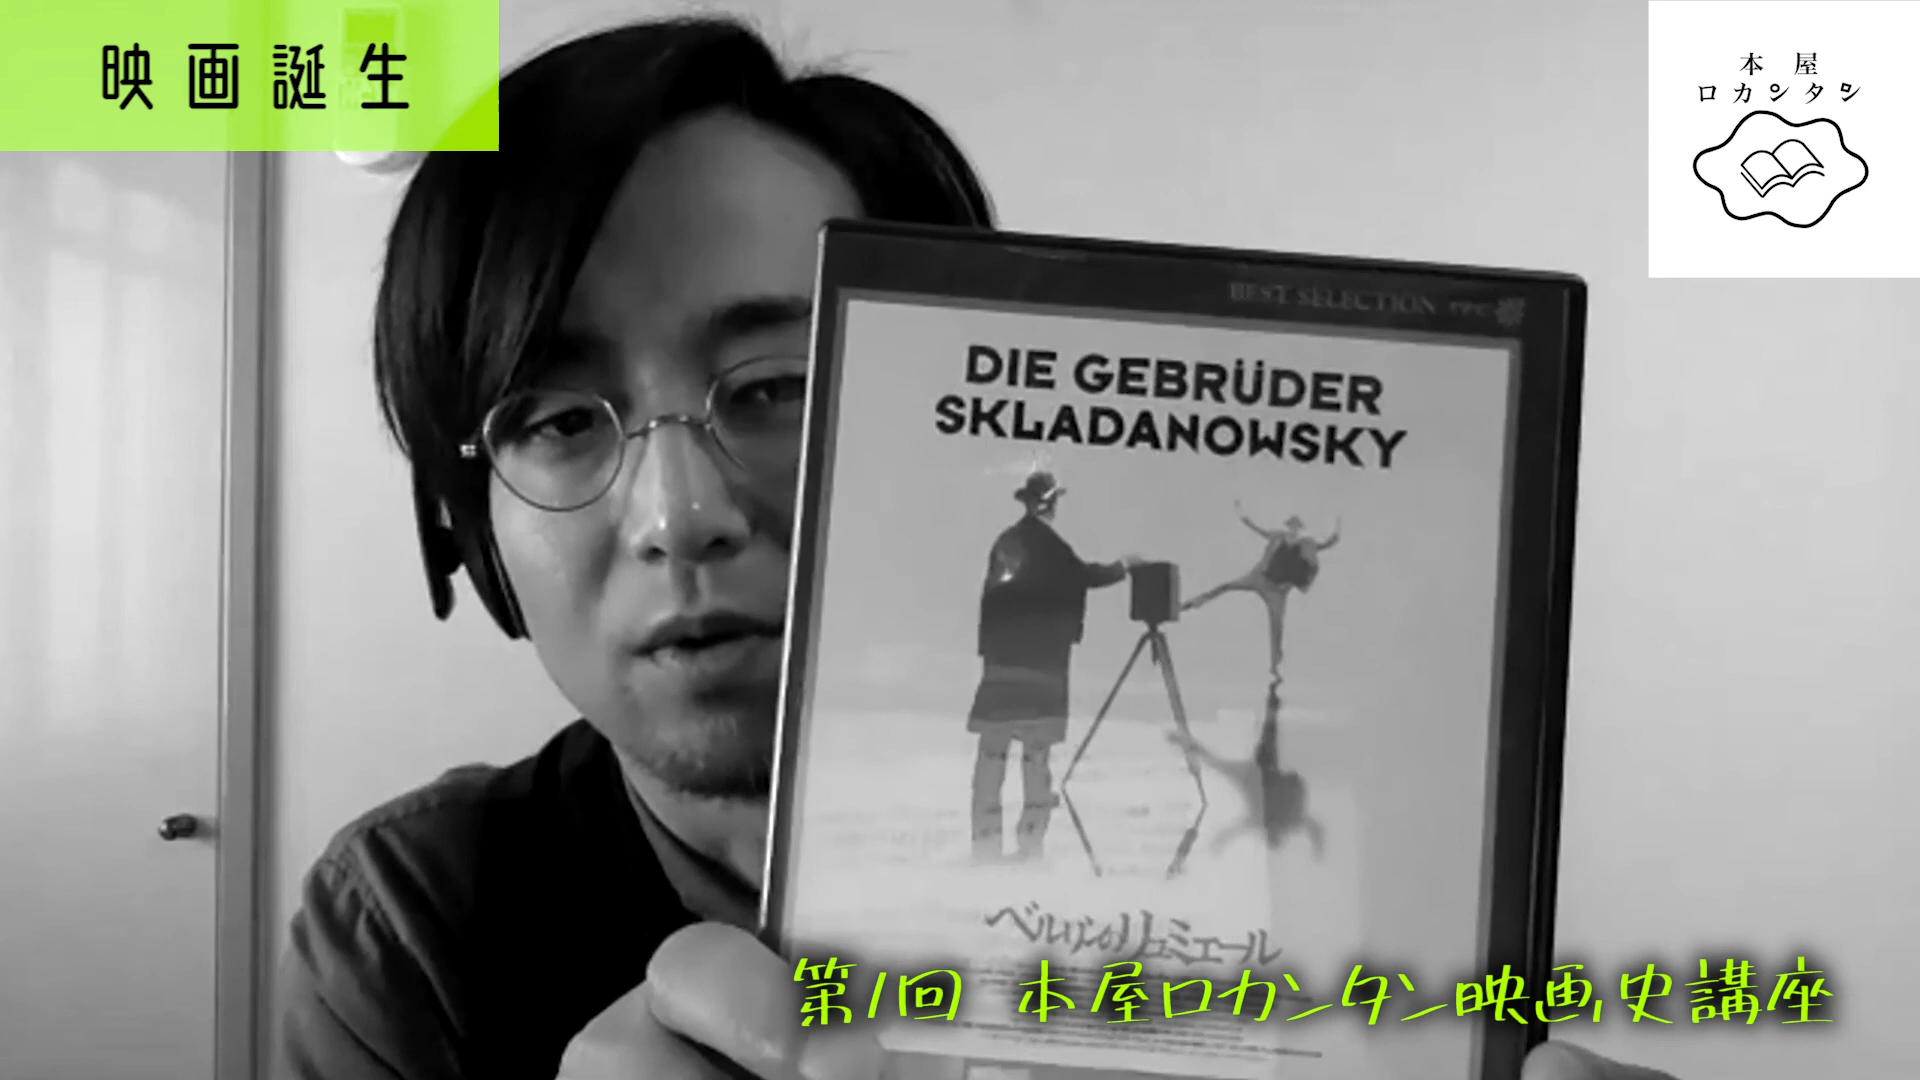 映画誕生
本屋
ロカンタン
BEST SELECTION
DIE GEBRÜDER
SKLADANOWSKY
ベルリンのリュミエール
第1回 本屋ロカンタン映画史講座